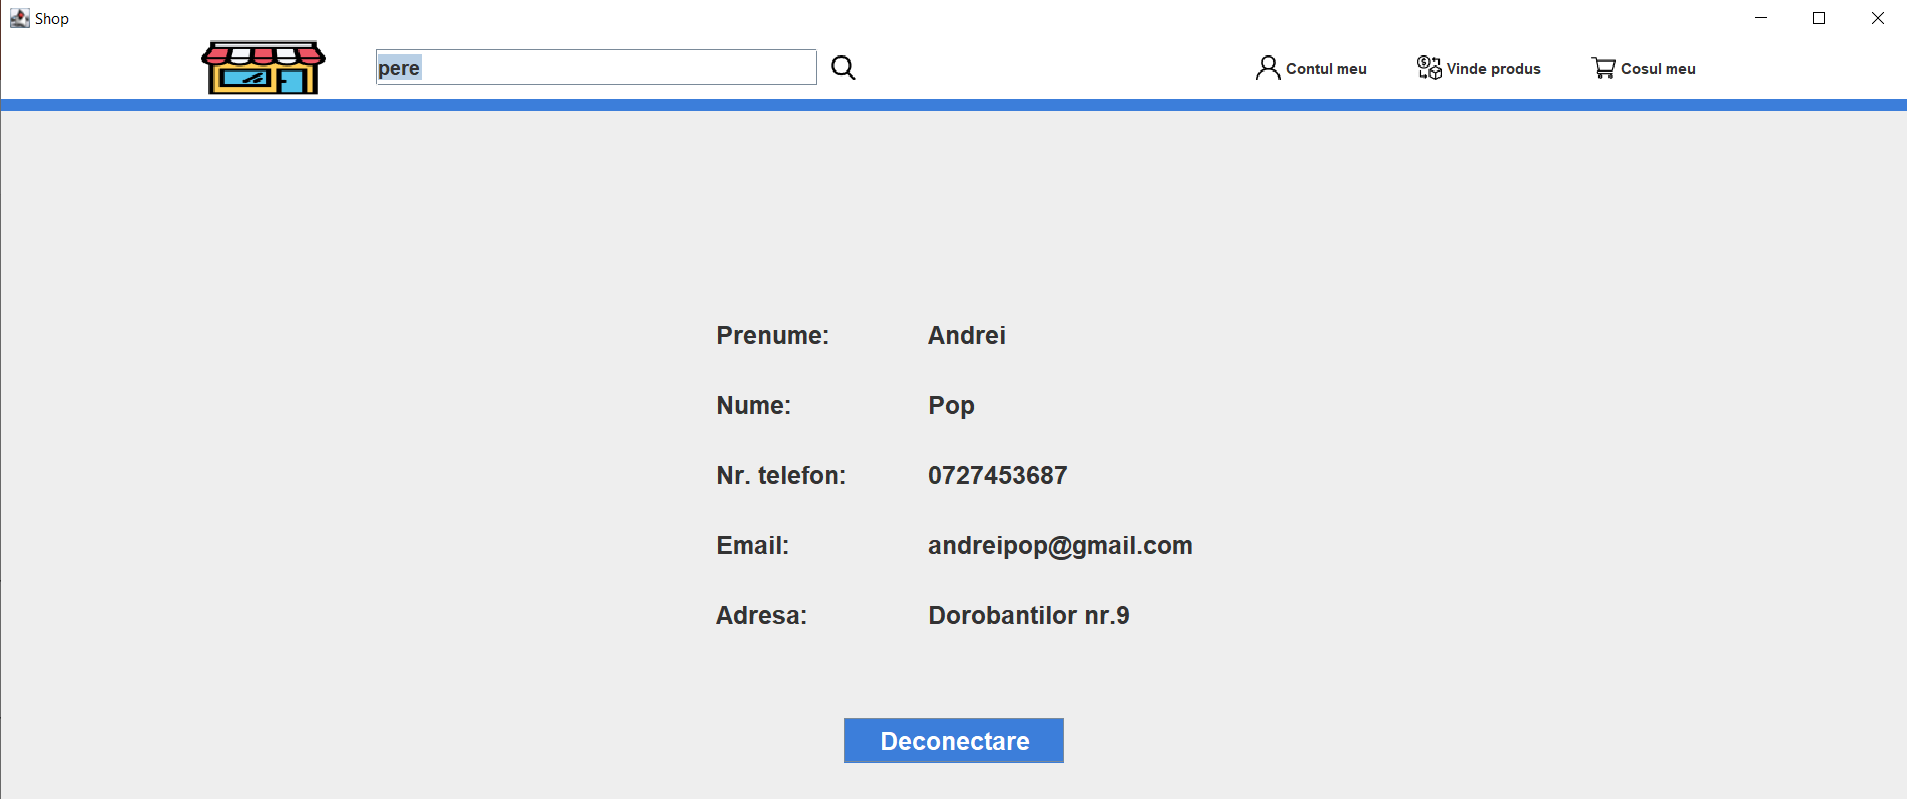 Shop
pere
Contul meu
Vinde produs
Cosul meu
Prenume: Andrei
Nume: Pop
Nr. telefon: 0727453687
Email: andreipop@gmail.com
Adresa: Dorobantilor nr.9
Deconectare